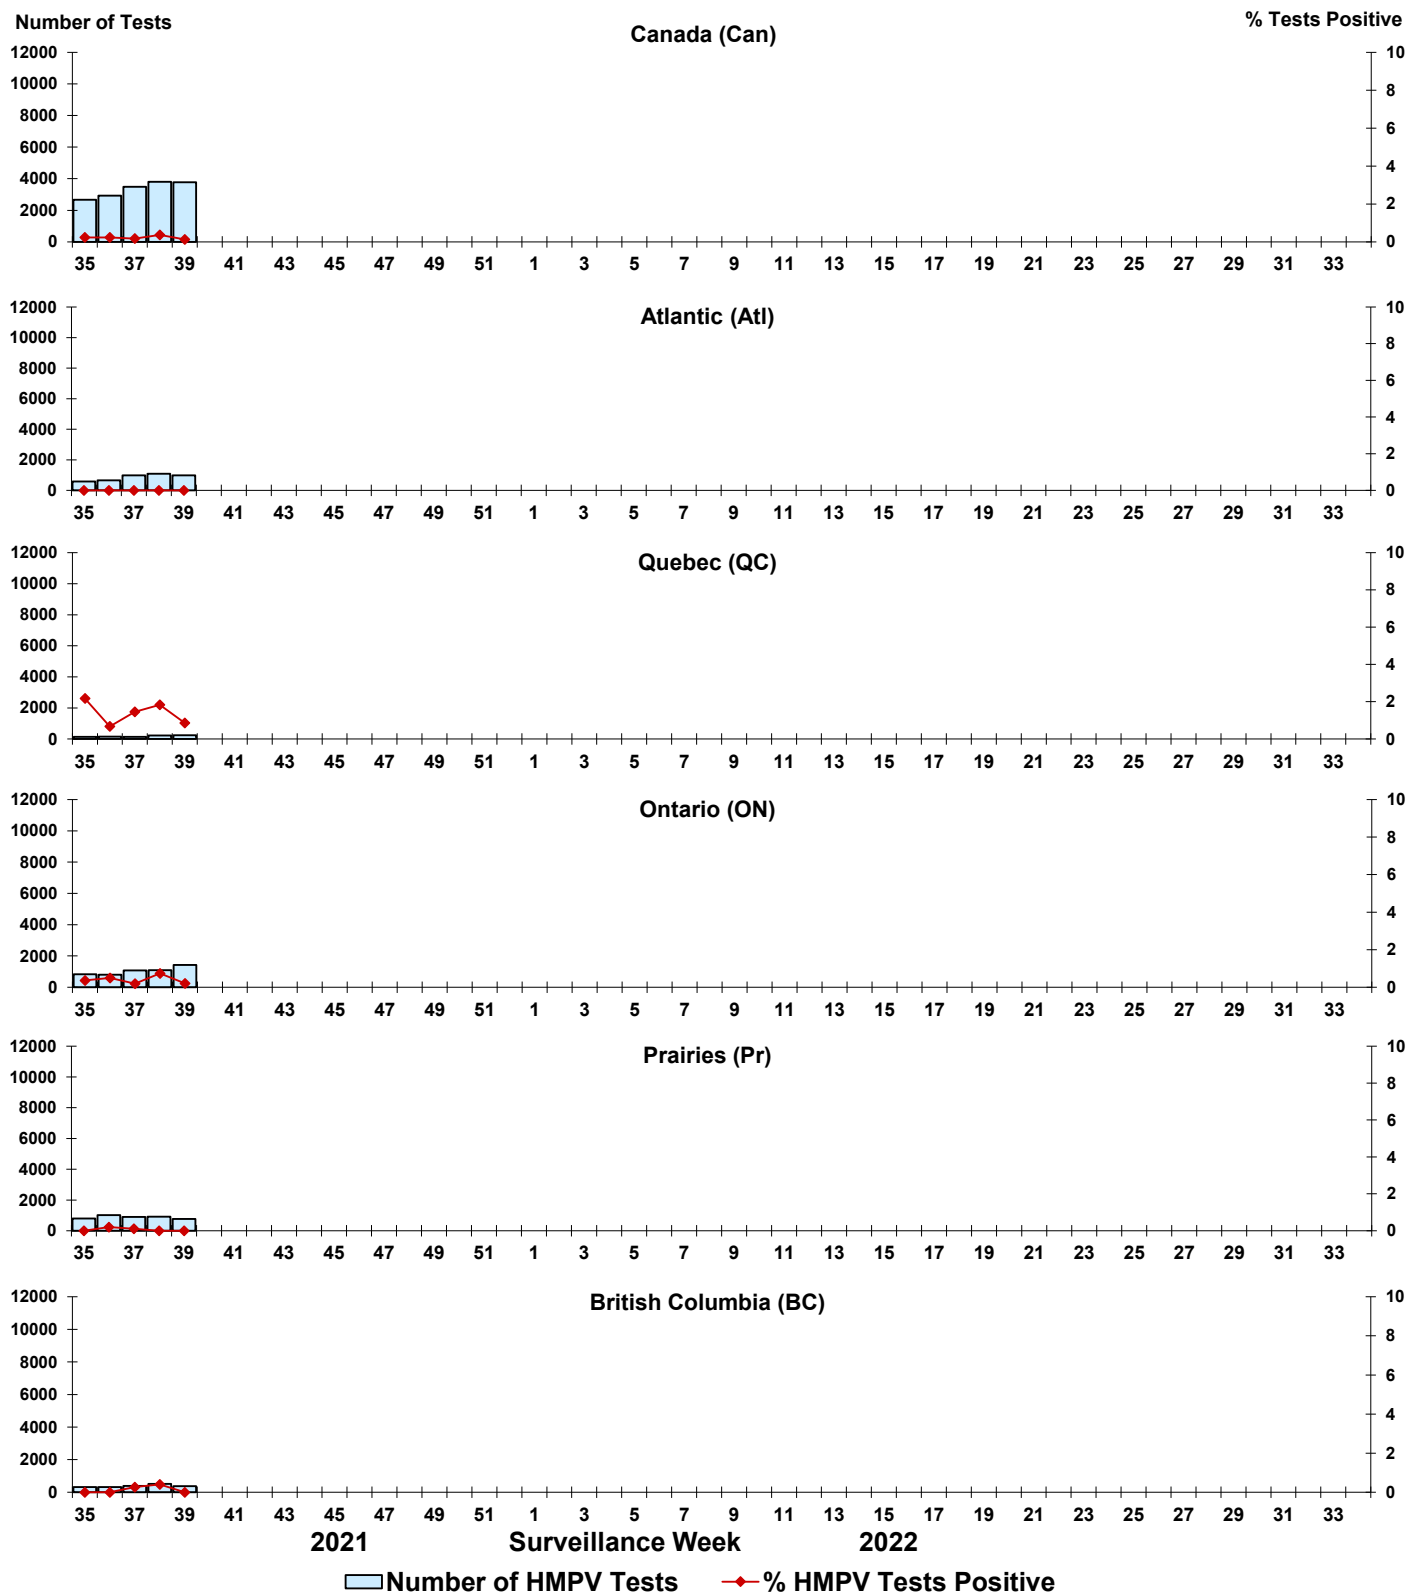 Number of Tests
% Tests Positive
Canada (Can)
12000 10
10000 8
8000 6
6000 4
4000 2
2000 0
0
35 37 39 41 43 45 47 49 51 1 3 5 7 9 11 13 15 17 19 21 23 25 27 29 31 33
Atlantic (Atl)
12000 10
10000 8
8000 6
6000 4
4000 2
2000 0
0
35 37 39 41 43 45 47 49 51 1 3 5 7 9 11 13 15 17 19 21 23 25 27 29 31 33
Quebec (QC)
12000 10
10000 8
8000 6
6000 4
4000 2
2000 0
0
35 37 39 41 43 45 47 49 51 1 3 5 7 9 11 13 15 17 19 21 23 25 27 29 31 33
Ontario (ON)
12000 10
10000 8
8000 6
6000 4
4000 2
2000 0
0
35 37 39 41 43 45 47 49 51 1 3 5 7 9 11 13 15 17 19 21 23 25 27 29 31 33
Prairies (Pr)
12000 10
10000 8
8000 6
6000 4
4000 2
2000 0
0
35 37 39 41 43 45 47 49 51 1 3 5 7 9 11 13 15 17 19 21 23 25 27 29 31 33
British Columbia (BC)
12000 10
10000 8
8000 6
6000 4
4000 2
2000 0
0
35 37 39 41 43 45 47 49 51 1 3 5 7 9 11 13 15 17 19 21 23 25 27 29 31 33
2021 Surveillance Week 2022
Number of HMPV Tests % HMPV Tests Positive